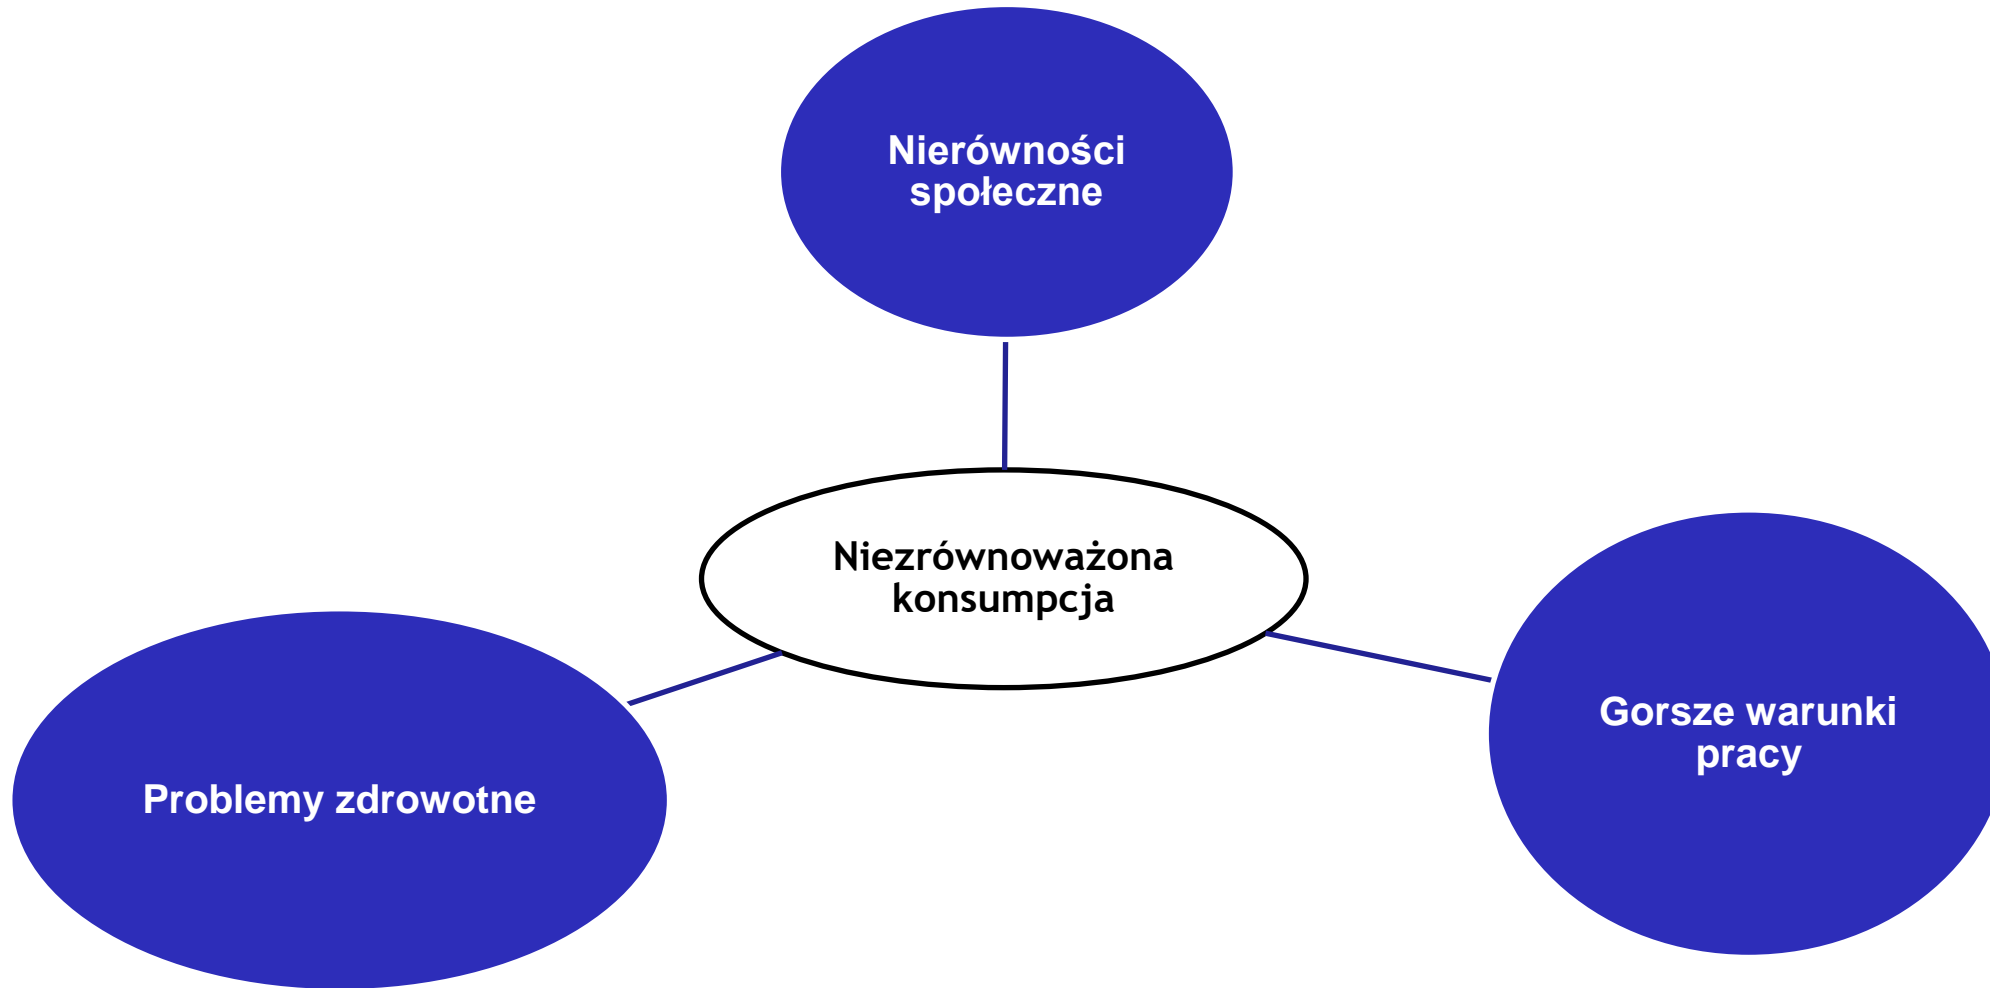 Nierówności
społeczne
Niezrównoważona
konsumpcja
Gorsze warunki
pracy
Problemy zdrowotne